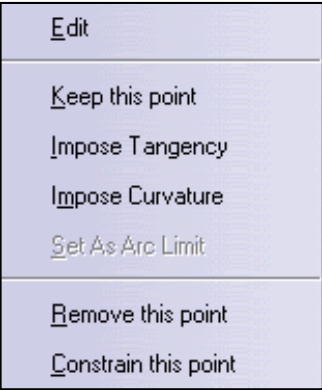 Edit
Keep this point
Impose Tangency
Impose Curvature
Set As Arc Limit
Remove this point
Constrain this point